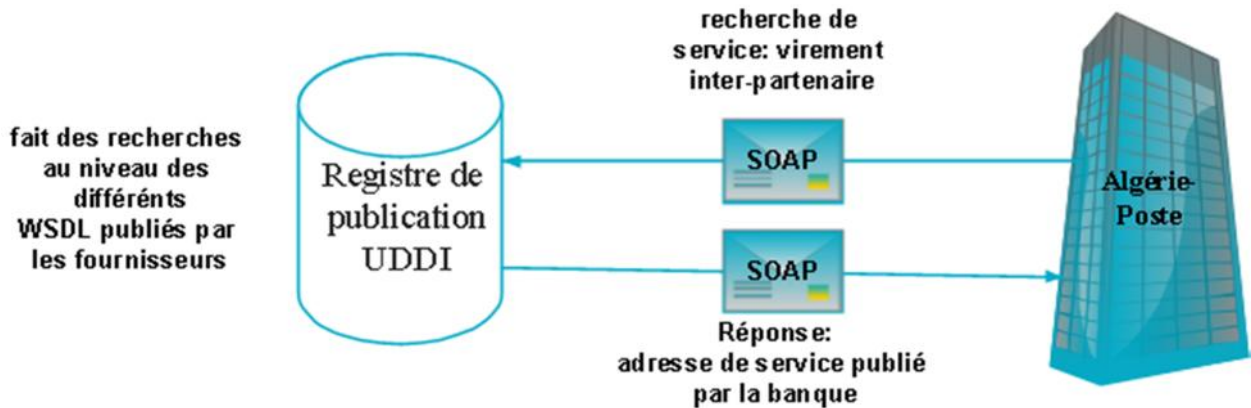 fait des recherches
au niveau des
différénts
WSDL publiés par
les fournisseurs
Registre de
publication
UDDI
recherche de
service: virement
inter-partenaire
SOAP
SOAP
Réponse:
adresse de service publié
par la banque
Algérie-
Poste